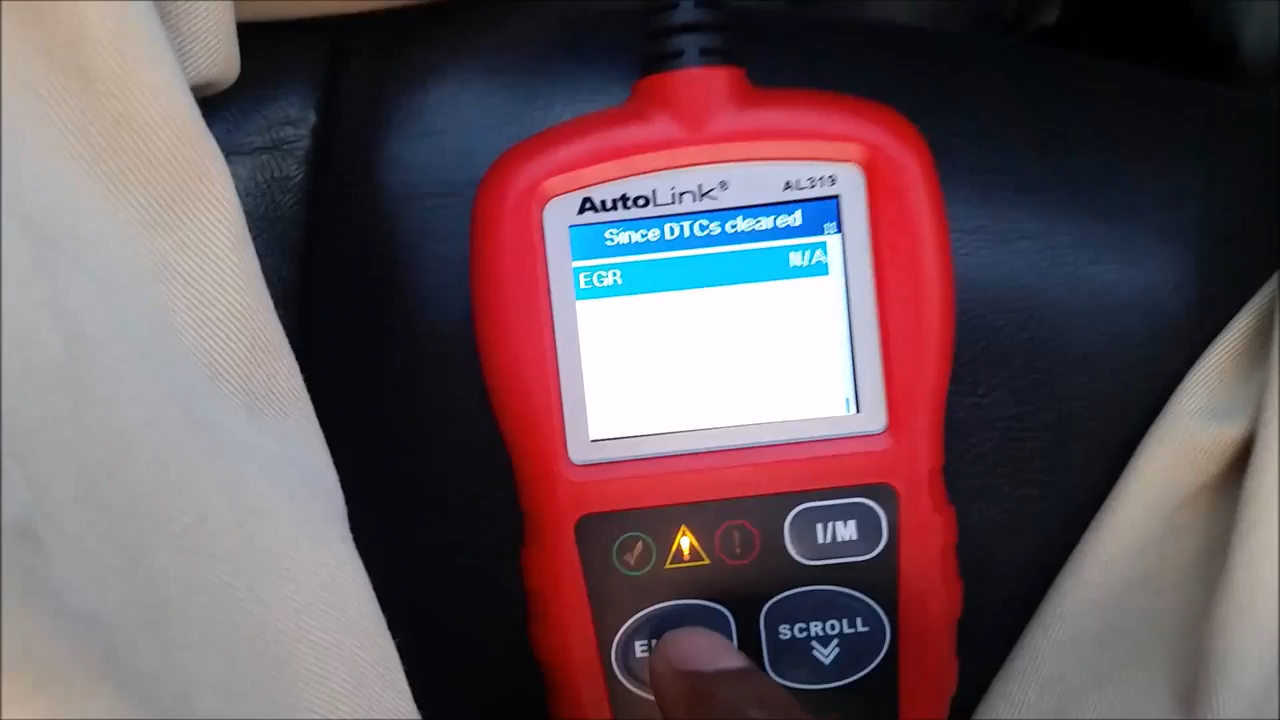 AutoLink® AL319
Since DTCs cleared
EGR N/A
I/M
SCROLL